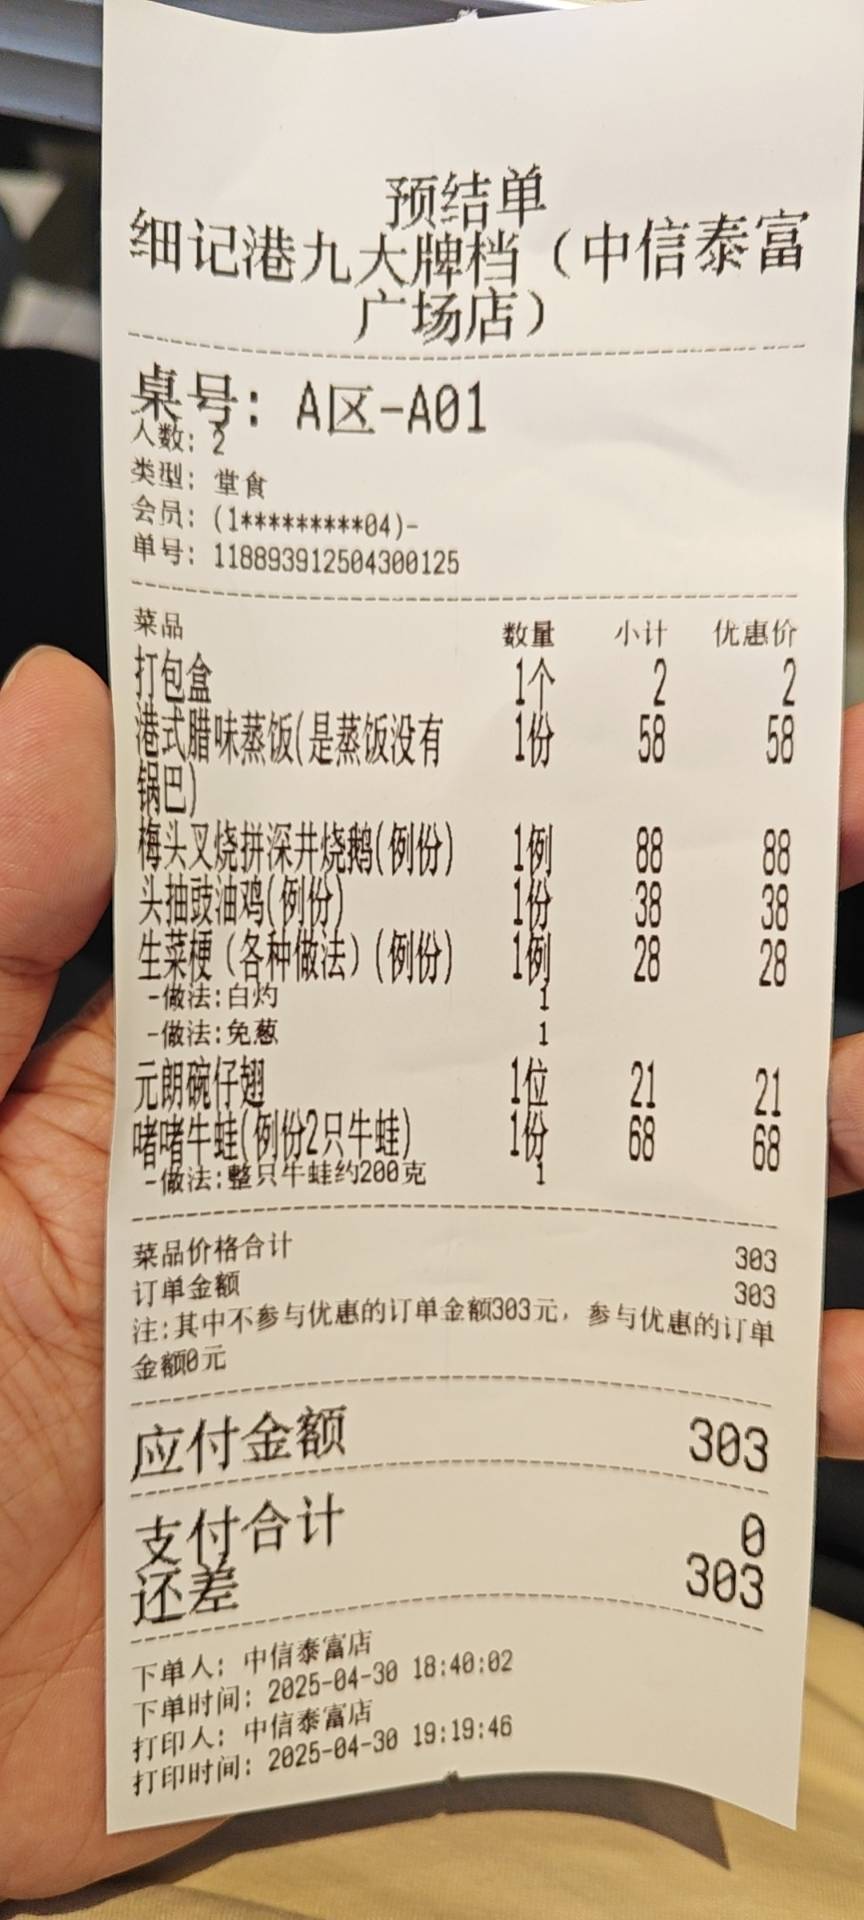 预结单
细记港九大牌档（中信泰富
广场店）
桌号: A区-A01
人数: 2
类型: 堂食
会员: (1*********04)-
单号: 118893912504300125
菜品 数量 小计 优惠价
打包盒 1个 2 2
港式腊味蒸饭(是蒸饭没有 1份 58 58
锅巴)
梅头叉烧拼深井烧鹅(例份) 1例 88 88
头抽豉油鸡(例份) 1份 38 38
生菜梗（各种做法）(例份) 1例 28 28
-做法:白灼 1
-做法:免葱 1
元朗碗仔翅 1位 21 21
啫啫牛蛙(例份2只牛蛙) 1份 68 68
-做法:整只牛蛙约200克 1
菜品价格合计 303
订单金额 303
注:其中不参与优惠的订单金额303元，参与优惠的订单
金额0元
应付金额 303
支付合计 0
还差 303
下单人: 中信泰富店
下单时间: 2025-04-30 18:40:02
打印人: 中信泰富店
打印时间: 2025-04-30 19:19:46